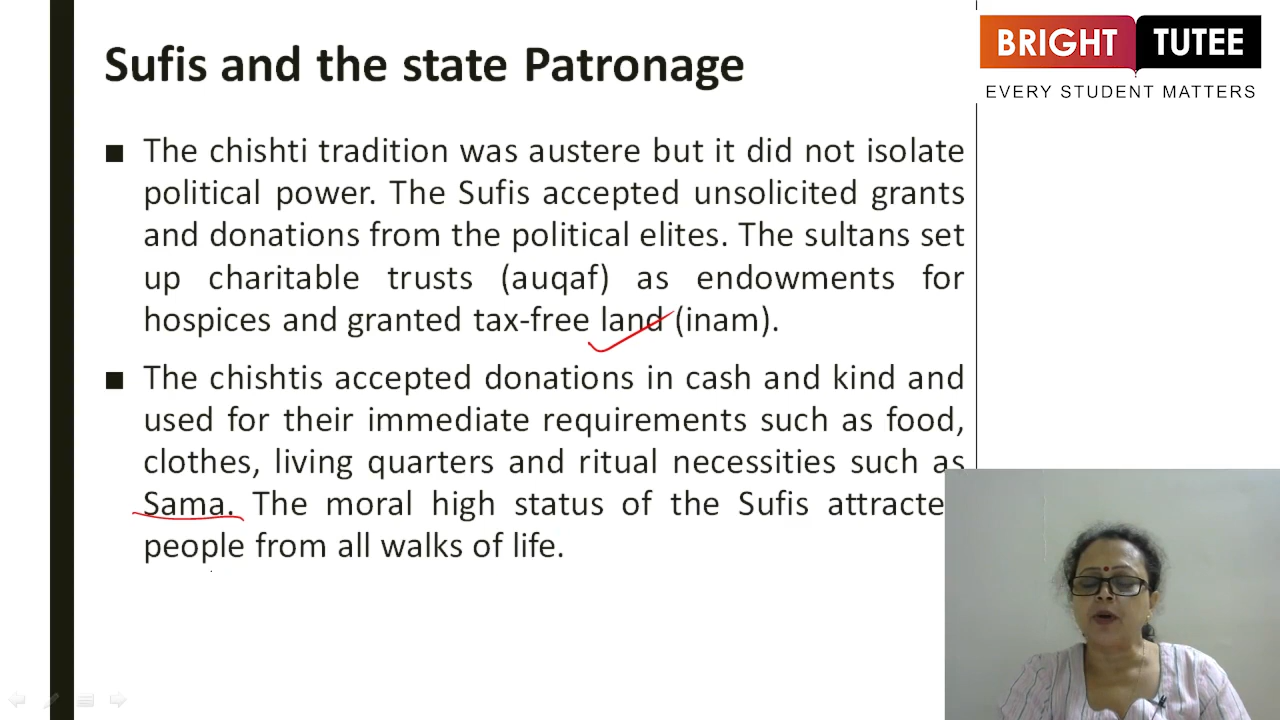 Sufis and the state Patronage
BRIGHT TUTEE
EVERY STUDENT MATTERS
■ The chishti tradition was austere but it did not isolate
political power. The Sufis accepted unsolicited grants
and donations from the political elites. The sultans set
up charitable trusts (auqaf) as endowments for
hospices and granted tax-free land (inam).
■ The chishtis accepted donations in cash and kind and
used for their immediate requirements such as food,
clothes, living quarters and ritual necessities such as
Sama. The moral high status of the Sufis attracte
people from all walks of life.